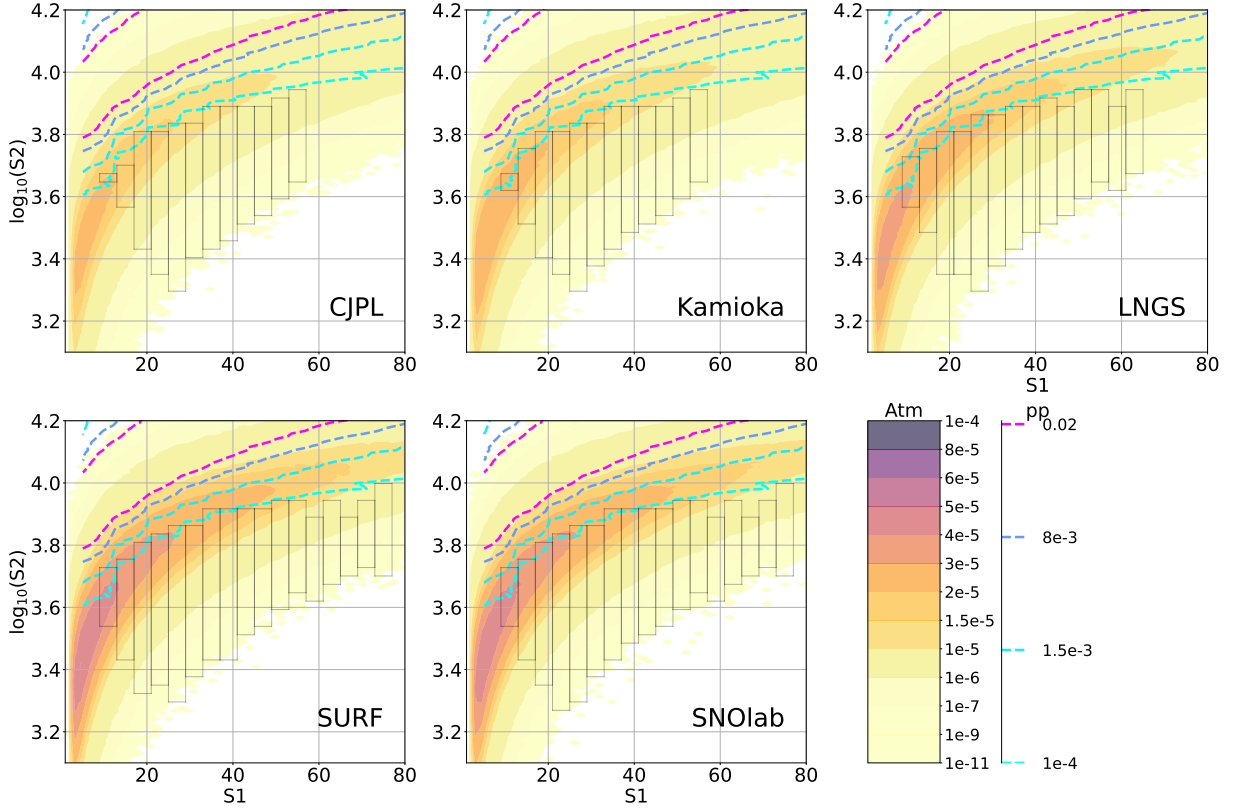 4.2
4.0
3.8
3.6
3.4
3.2
log10(S2)
20 40 60 80
CJPL
4.2
4.0
3.8
3.6
3.4
3.2
20 40 60 80
Kamioka
4.2
4.0
3.8
3.6
3.4
3.2
20 40 60 80
S1
LNGS
4.2
4.0
3.8
3.6
3.4
3.2
log10(S2)
20 40 60 80
S1
SURF
4.2
4.0
3.8
3.6
3.4
3.2
20 40 60 80
S1
SNOlab
Atm
1e-4
8e-5
6e-5
5e-5
4e-5
3e-5
2e-5
1.5e-5
1e-5
1e-6
1e-7
1e-9
1e-11
pp
0.02
8e-3
1.5e-3
1e-4